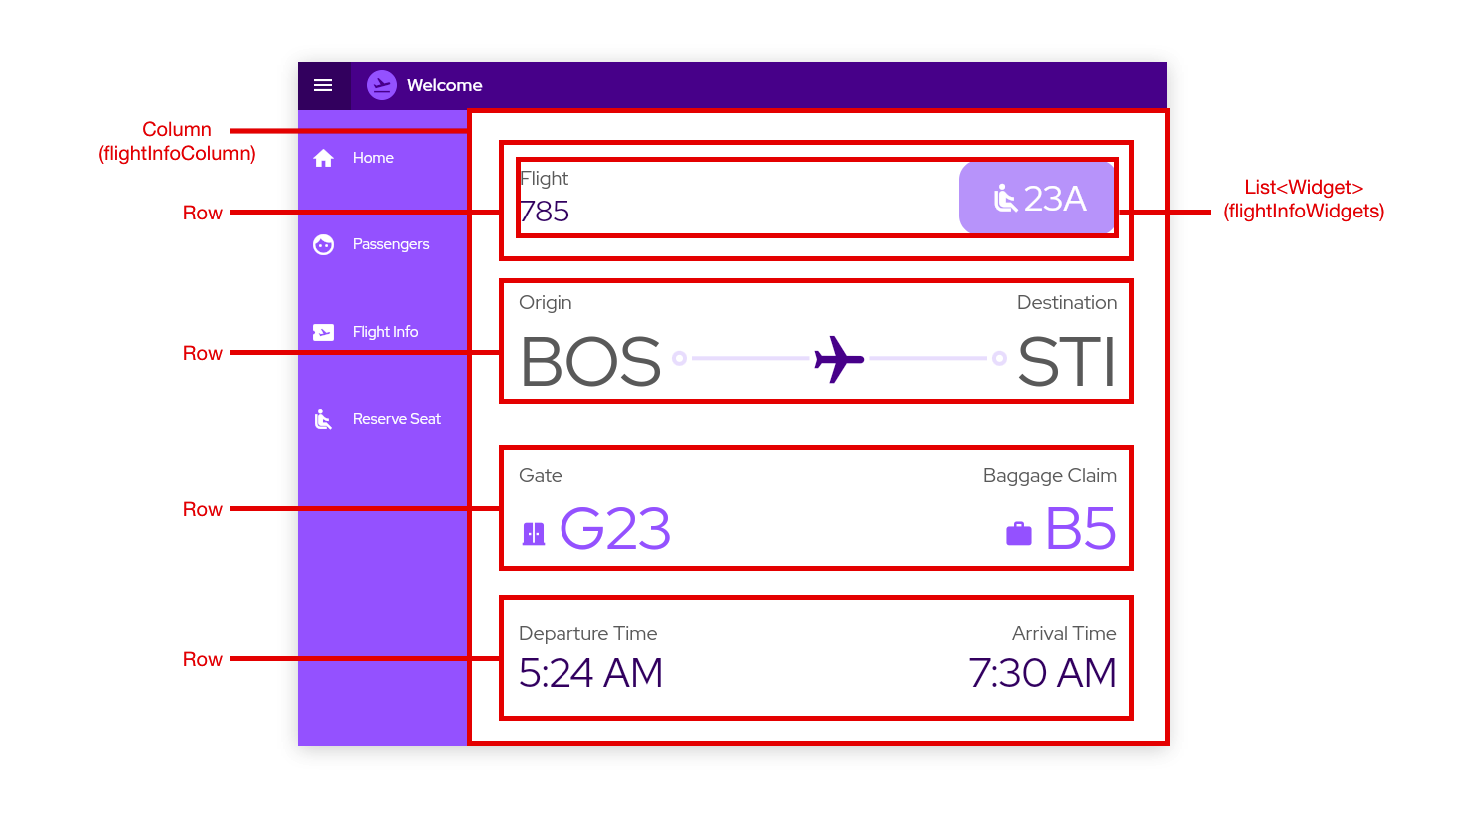 Welcome
Column
(flightInfoColumn)
Home
Row
Passengers
Row
Flight Info
Reserve Seat
Row
Row
Flight
785
23A
List<Widget>
(flightInfoWidgets)
Origin
Destination
BOS
STI
Gate
Baggage Claim
G23
B5
Departure Time
Arrival Time
5:24 AM
7:30 AM